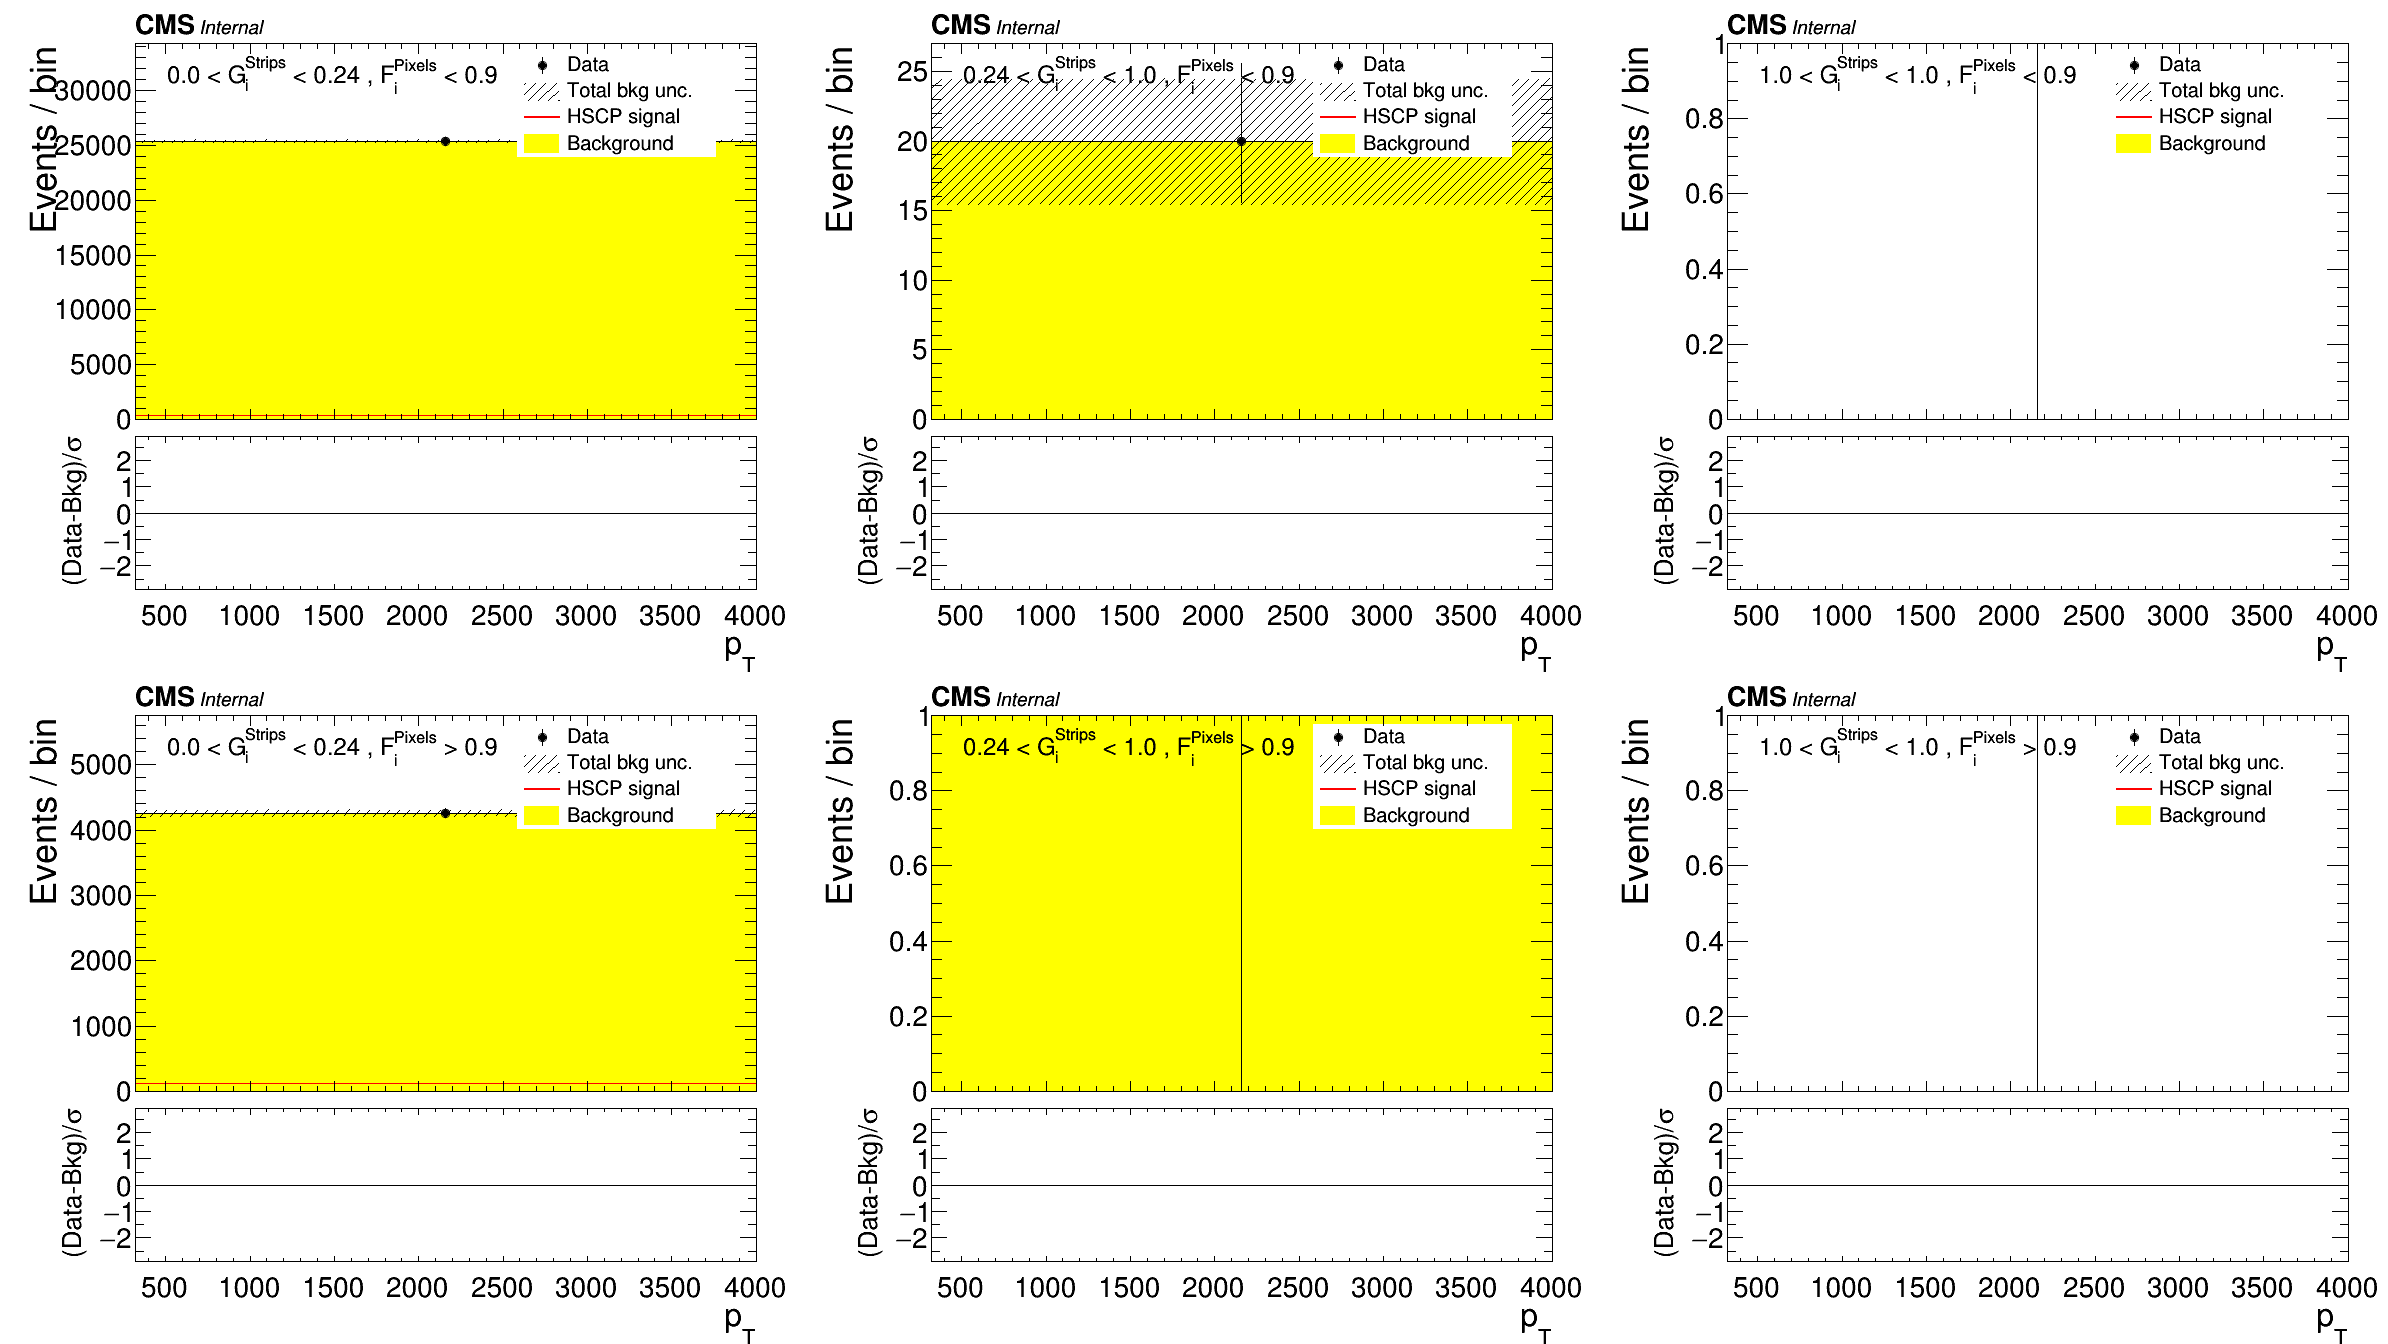 CMS Internal
Events / bin
0.0 < G_i^Strips < 0.24 , F_i^Pixels < 0.9
Data
Total bkg unc.
HSCP signal
Background
30000
25000
20000
15000
10000
5000
0
(Data-Bkg)/σ
2
1
0
−1
−2
500 1000 1500 2000 2500 3000 3500 4000
p_T
CMS Internal
Events / bin
0.24 < G_i^Strips < 1.0 , F_i^Pixels < 0.9
Data
Total bkg unc.
HSCP signal
Background
25
20
15
10
5
0
(Data-Bkg)/σ
2
1
0
−1
−2
500 1000 1500 2000 2500 3000 3500 4000
p_T
CMS Internal
Events / bin
1.0 < G_i^Strips < 1.0 , F_i^Pixels < 0.9
Data
Total bkg unc.
HSCP signal
Background
1
0.8
0.6
0.4
0.2
0
(Data-Bkg)/σ
2
1
0
−1
−2
500 1000 1500 2000 2500 3000 3500 4000
p_T
CMS Internal
Events / bin
0.0 < G_i^Strips < 0.24 , F_i^Pixels > 0.9
Data
Total bkg unc.
HSCP signal
Background
5000
4000
3000
2000
1000
0
(Data-Bkg)/σ
2
1
0
−1
−2
500 1000 1500 2000 2500 3000 3500 4000
p_T
CMS Internal
Events / bin
0.24 < G_i^Strips < 1.0 , F_i^Pixels > 0.9
Data
Total bkg unc.
HSCP signal
Background
1
0.8
0.6
0.4
0.2
0
(Data-Bkg)/σ
2
1
0
−1
−2
500 1000 1500 2000 2500 3000 3500 4000
p_T
CMS Internal
Events / bin
1.0 < G_i^Strips < 1.0 , F_i^Pixels > 0.9
Data
Total bkg unc.
HSCP signal
Background
1
0.8
0.6
0.4
0.2
0
(Data-Bkg)/σ
2
1
0
−1
−2
500 1000 1500 2000 2500 3000 3500 4000
p_T